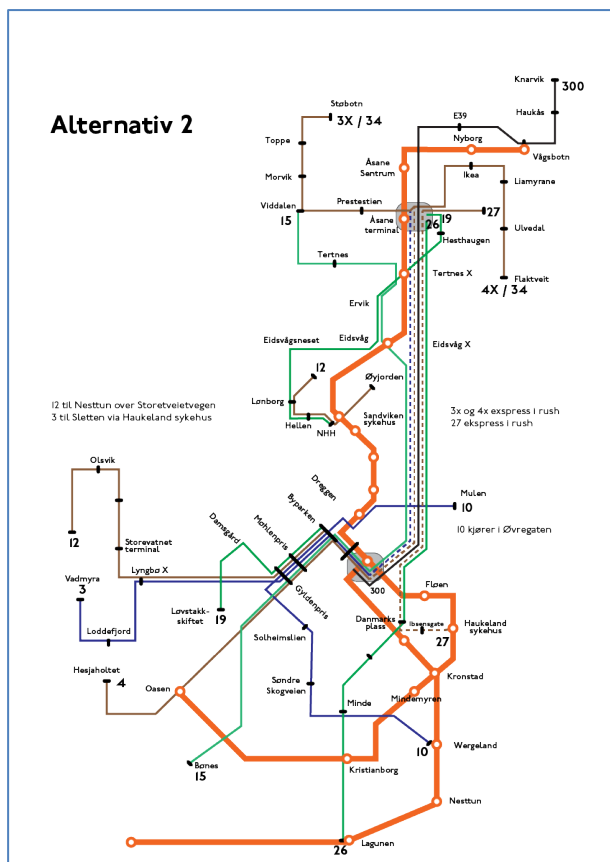 Alternativ 2
Knarvik
300
E39
Haukås
Støbotn
3X / 34
Nyborg
Vågsbotn
Toppe
Åsane
Sentrum
Ikea
Morvik
Liamyrane
Prestestien
Viddalen
15
27
19
26
Åsane
terminal
Ulvedal
Hesthaugen
Tertnes
Tertnes X
Flaktveit
4X / 34
Ervik
Eidsvågsneset
Eidsvåg
Eidsvåg X
12
Øyjorden
12 til Nesttun over Storetveitvegen
3 til Sletten via Haukeland sykehus
Lønborg
Sandviken
sykehus
3x og 4x eksspress i rush
27 ekspress i rush
Hellen
NHH
Olsvik
Dreggen
Mulen
10
Byparken
10 kjører i Øvregaten
12
Damsgård
Møhlenpris
Storevatnet
terminal
Lyngbø X
Vadmyra
3
300
Fløen
Gyldenpris
Løvstakk-
skiftet
19
Danmarks
plass
Ibsensgate
Haukeland
sykehus
27
Solheimslien
Loddefjord
Hesjaholtet
4
Søndre
Skogveien
Kronstad
Oasen
Minde
Mindemyren
10
Wergeland
Bønes
15
Kristianborg
Nesttun
Lagunen
26